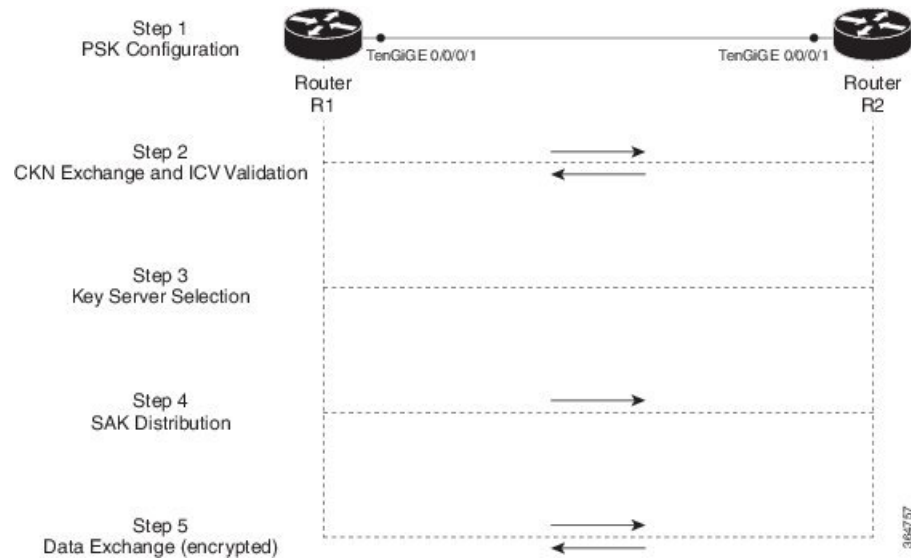 Step 1
PSK Configuration
TenGiGE 0/0/0/1
TenGiGE 0/0/0/1
Router
R1
Router
R2
Step 2
CKN Exchange and ICV Validation
Step 3
Key Server Selection
Step 4
SAK Distribution
Step 5
Data Exchange (encrypted)
364757